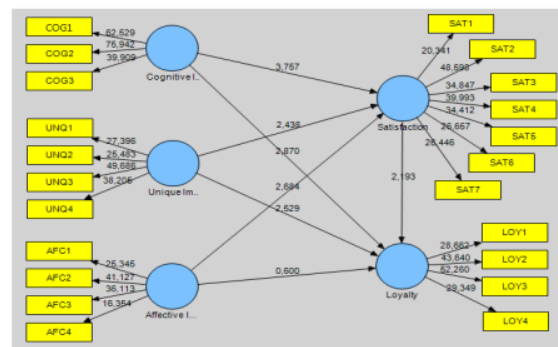 COG1
62,529
COG2
76,942
COG3
39,909
Cognitive I..
3,757
UNQ1
27,396
UNQ2
25,483
UNQ3
49,686
UNQ4
38,205
Unique Im..
2,438
2,870
2,684
2,529
AFC1
25,345
AFC2
41,127
AFC3
36,113
AFC4
16,354
Affective I...
0,600
SAT1
20,341
SAT2
48,598
SAT3
34,847
SAT4
39,993
SAT5
34,412
SAT6
26,657
SAT7
26,446
Satisfaction
2,193
LOY1
28,662
LOY2
43,640
LOY3
52,260
LOY4
29,349
Loyalty